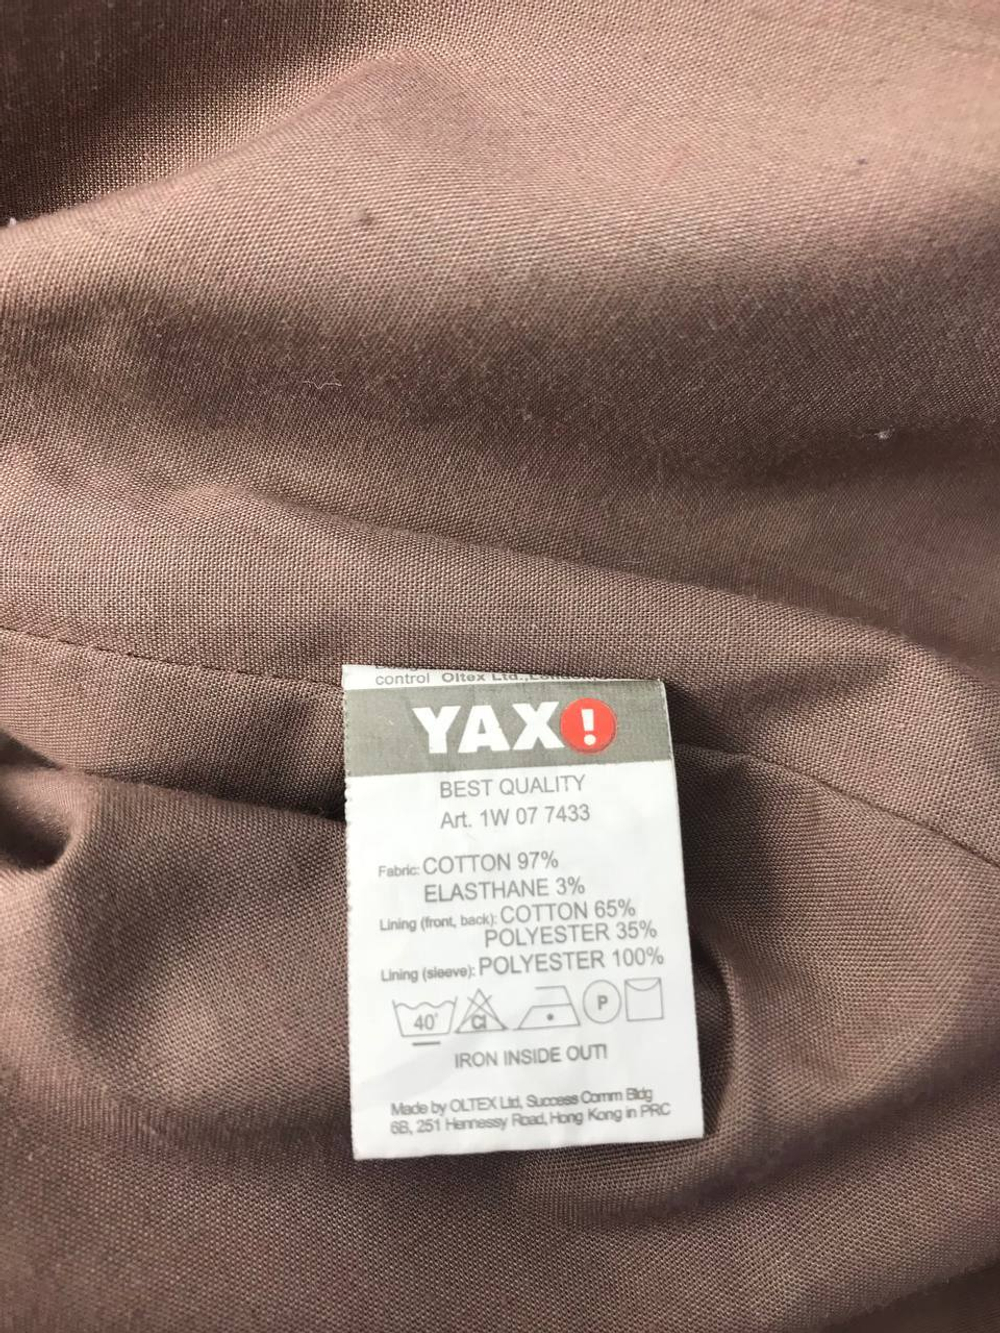 control Oltex Ltd., London
YAX!
BEST QUALITY
Art. 1W 07 7433
Fabric: COTTON 97%
ELASTHANE 3%
Lining (front, back): COTTON 65%
POLYESTER 35%
Lining (sleeve): POLYESTER 100%
40° Cl P
IRON INSIDE OUT!
Made by OLTEX Ltd, Success Comm Bldg
6B, 251 Hennessy Road, Hong Kong in PRC